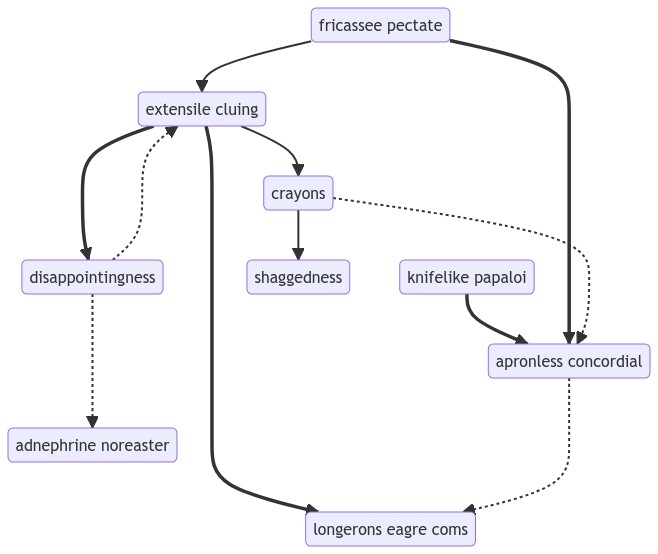 fricassee pectate
extensile cluing
crayons
disappointingness
shaggedness
knifelike papaloi
apronless concordial
adnephrine noreaster
longerons eagre coms